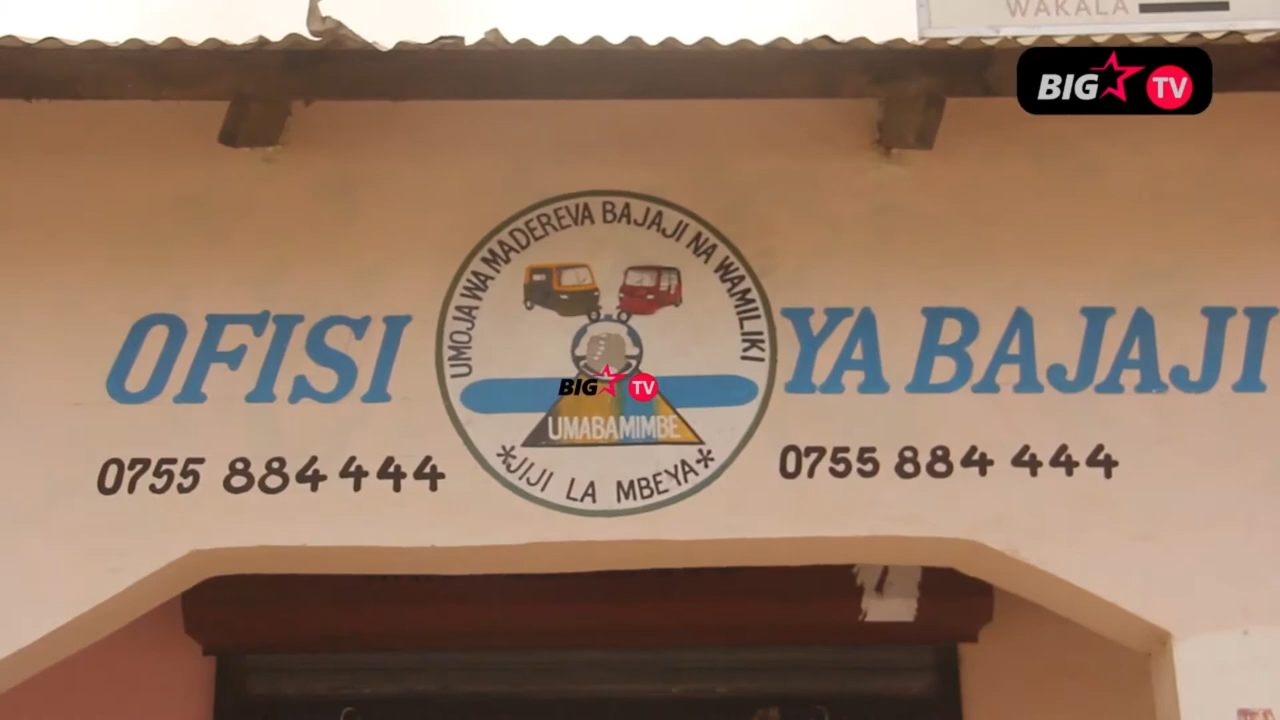 WAKALA
BIG TV
UMOJA WA MADEREVA BAJAJI NA WAMILIKI
OFISI
YA BAJAJI
BIG TV
UMABAMIMBE
*JIJI LA MBEYA*
0755 884 444
0755 884 444